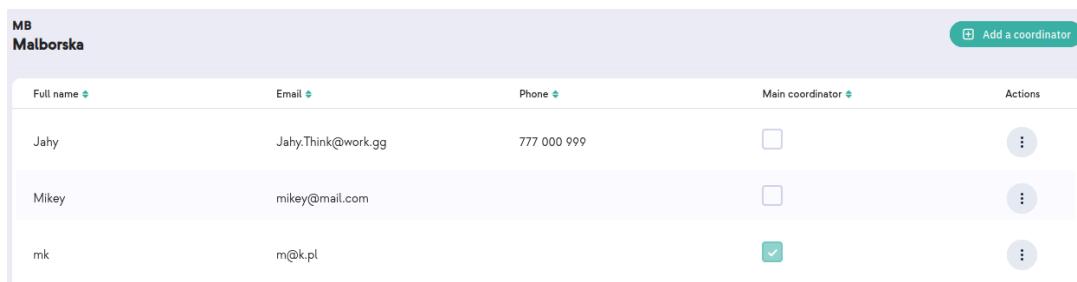 MB
Malborska
Add a coordinator
Full name Email Phone Main coordinator Actions
Jahy Jahy.Think@work.gg 777 000 999
Mikey mikey@mail.com
mk m@k.pl